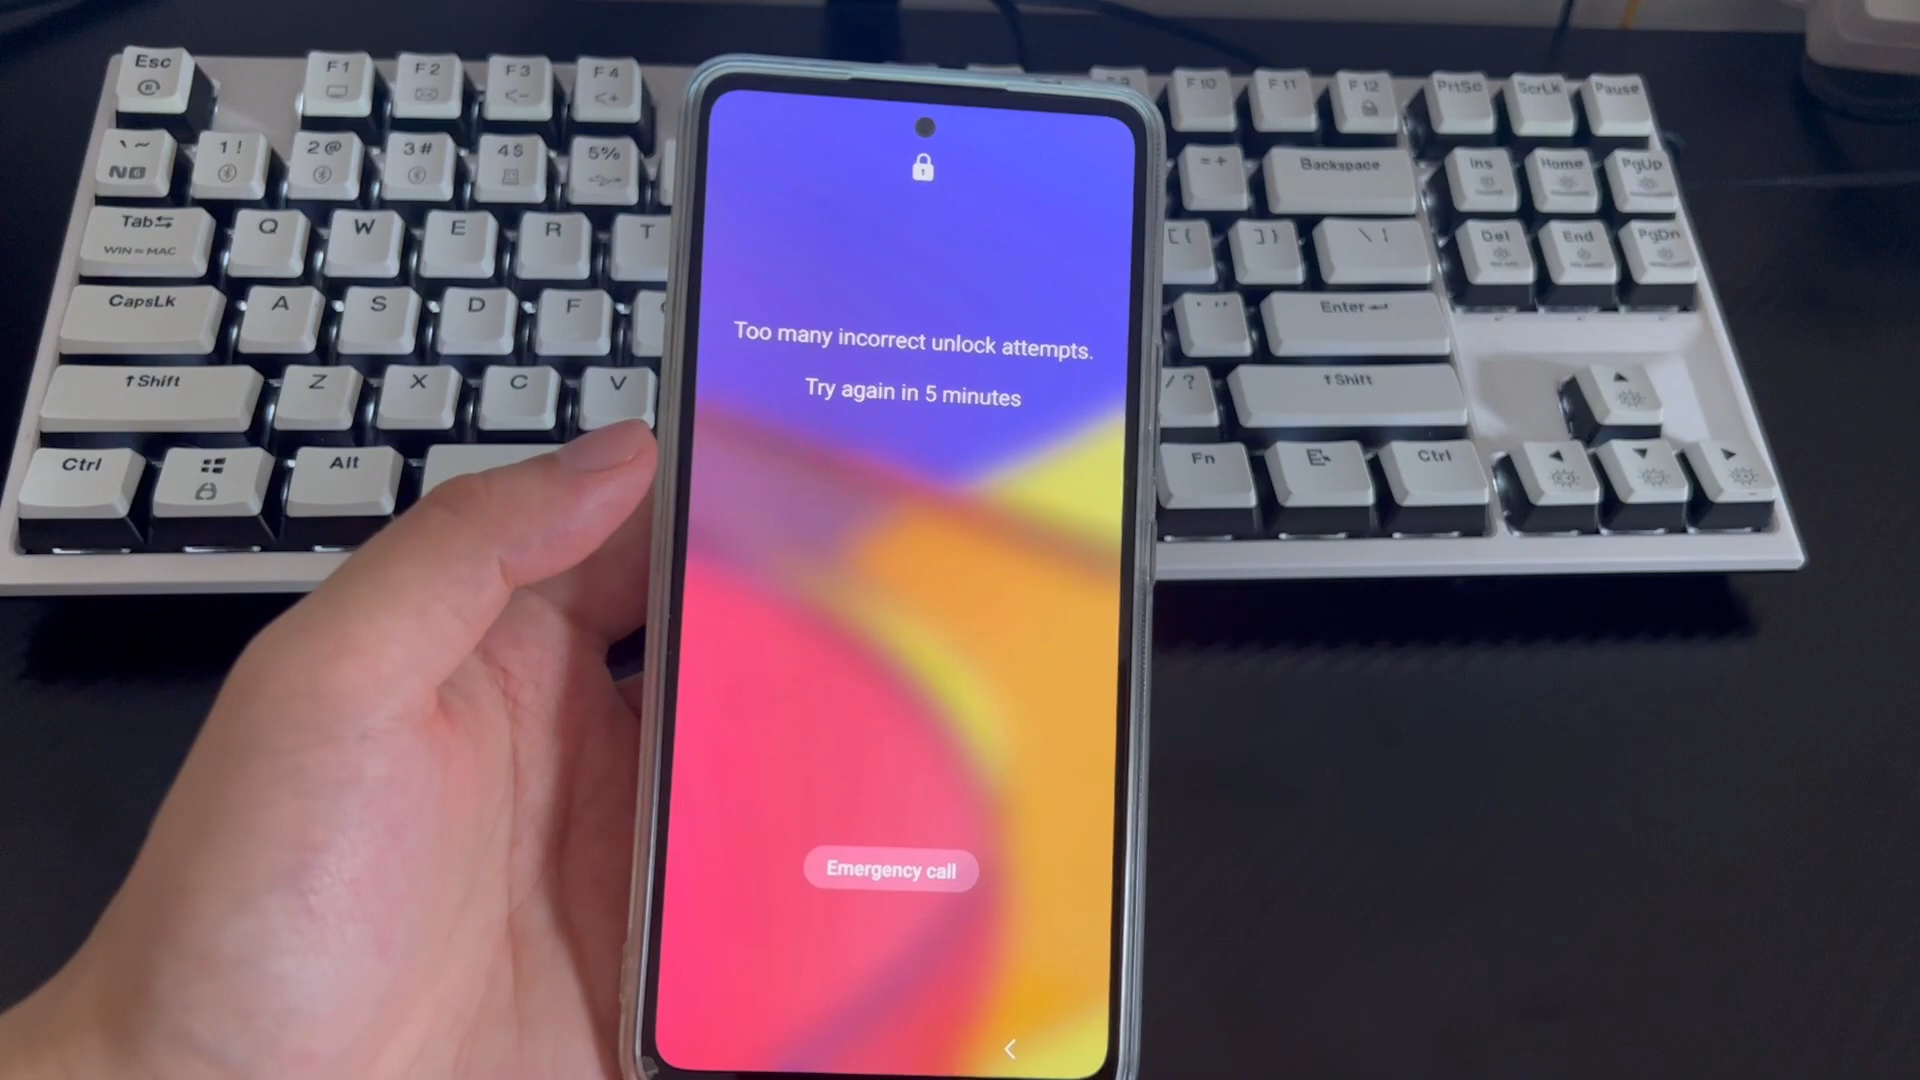 Esc F1 F2 F3 F4 F10 F11 F12 PrtSc ScrLk Pause
` ~ 1 ! 2 @ 3 # 4 $ 5 % = + Backspace Ins Home PgUp
Tab Q W E R T [ { ] } \ | Del End PgDn
WIN MAC
CapsLk A S D F ' " Enter
Shift Z X C V / ? Shift
Ctrl Alt Fn Ctrl
Too many incorrect unlock attempts.
Try again in 5 minutes
Emergency call